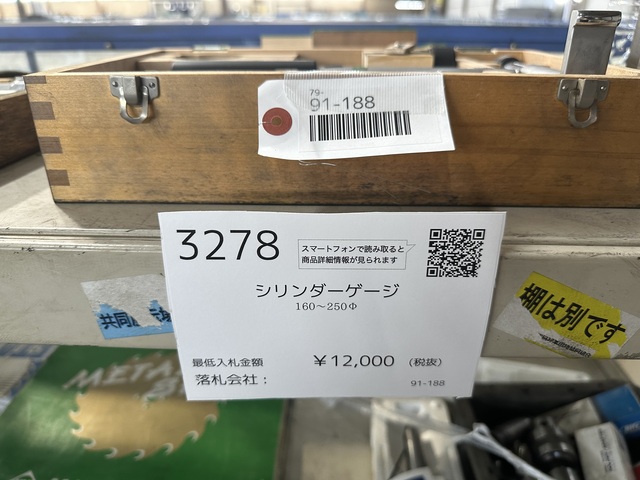 79-
91-188
3278
スマートフォンで読み取ると
商品詳細情報が見られます
シリンダーゲージ
160～250Φ
最低入札金額 ￥12,000 (税抜)
落札会社：
91-188
共同
棚は別です
METAL